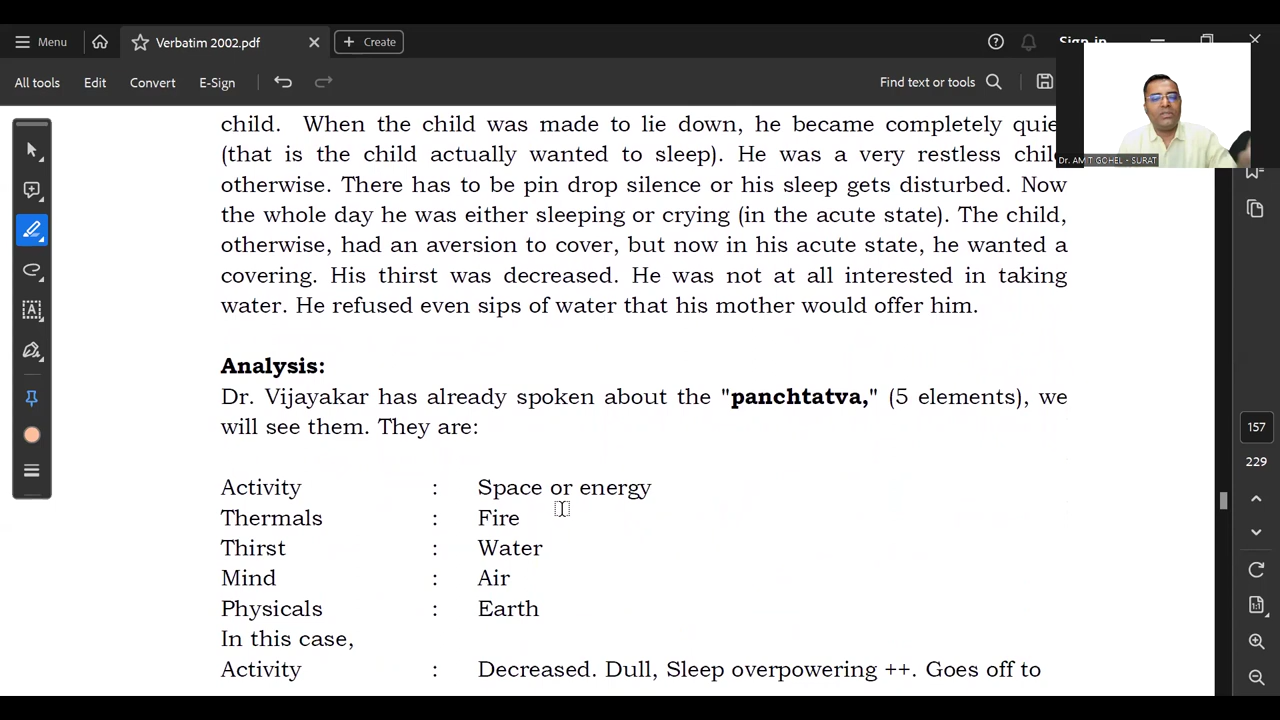 Menu
Verbatim 2002.pdf
Create
All tools
Edit
Convert
E-Sign
Find text or tools
Dr. AMIT GOHEL - SURAT
child. When the child was made to lie down, he became completely
(that is the child actually wanted to sleep). He was a very restless
otherwise. There has to be pin drop silence or his sleep gets disturbed. Now
the whole day he was either sleeping or crying (in the acute state). The child,
otherwise, had an aversion to cover, but now in his acute state, he wanted a
covering. His thirst was decreased. He was not at all interested in taking
water. He refused even sips of water that his mother would offer him.
Analysis:
Dr. Vijayakar has already spoken about the "panchtatva," (5 elements), we
will see them. They are:
Activity : Space or energy
Thermals : Fire
Thirst : Water
Mind : Air
Physicals : Earth
In this case,
Activity : Decreased. Dull, Sleep overpowering ++. Goes off to
157
229
1:1